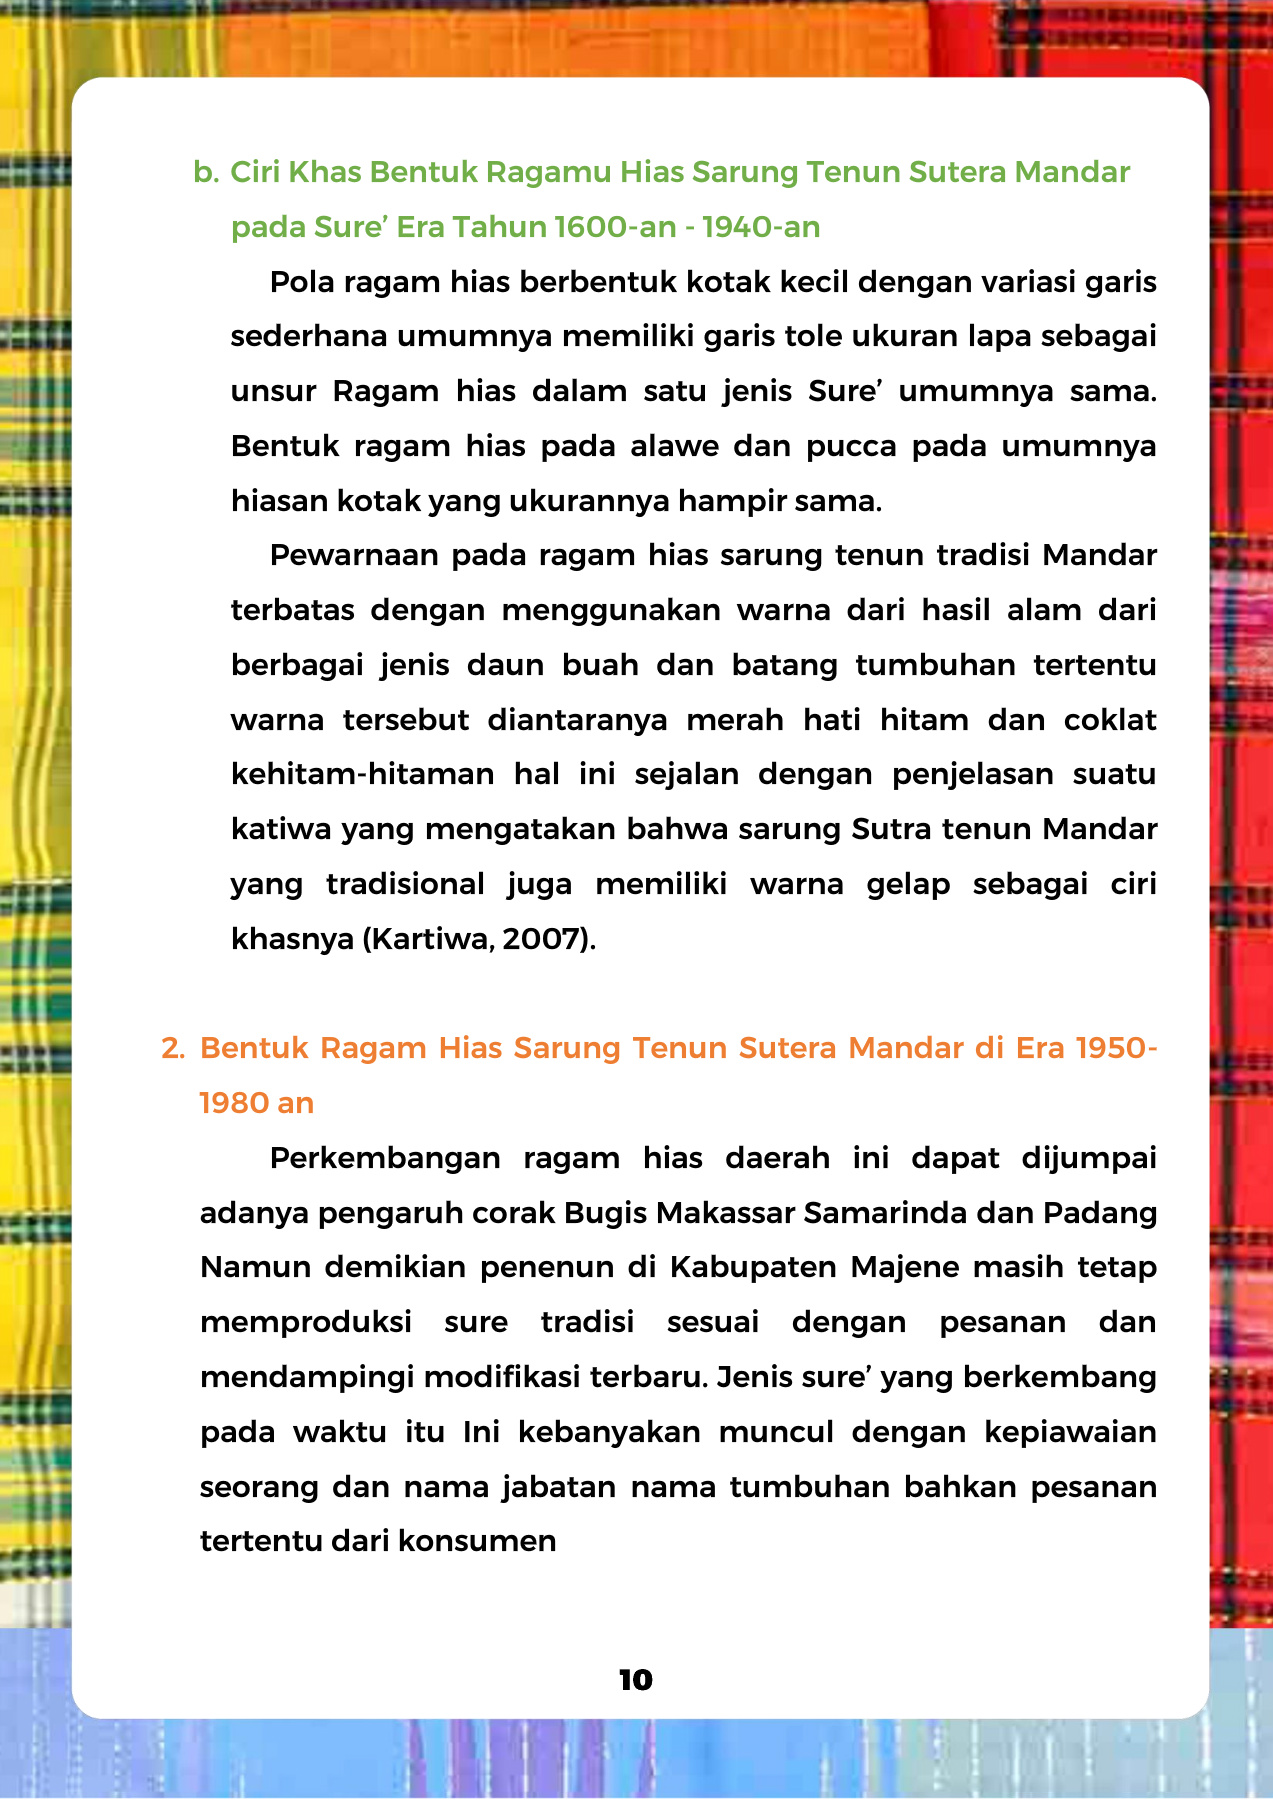 b. Ciri Khas Bentuk Ragamu Hias Sarung Tenun Sutera Mandar
pada Sure’ Era Tahun 1600-an - 1940-an
Pola ragam hias berbentuk kotak kecil dengan variasi garis
sederhana umumnya memiliki garis tole ukuran lapa sebagai
unsur Ragam hias dalam satu jenis Sure’ umumnya sama.
Bentuk ragam hias pada alawe dan pucca pada umumnya
hiasan kotak yang ukurannya hampir sama.
Pewarnaan pada ragam hias sarung tenun tradisi Mandar
terbatas dengan menggunakan warna dari hasil alam dari
berbagai jenis daun buah dan batang tumbuhan tertentu
warna tersebut diantaranya merah hati hitam dan coklat
kehitam-hitaman hal ini sejalan dengan penjelasan suatu
katiwa yang mengatakan bahwa sarung Sutra tenun Mandar
yang tradisional juga memiliki warna gelap sebagai ciri
khasnya (Kartiwa, 2007).
2. Bentuk Ragam Hias Sarung Tenun Sutera Mandar di Era 1950-
1980 an
Perkembangan ragam hias daerah ini dapat dijumpai
adanya pengaruh corak Bugis Makassar Samarinda dan Padang
Namun demikian penenun di Kabupaten Majene masih tetap
memproduksi sure tradisi sesuai dengan pesanan dan
mendampingi modifikasi terbaru. Jenis sure’ yang berkembang
pada waktu itu Ini kebanyakan muncul dengan kepiawaian
seorang dan nama jabatan nama tumbuhan bahkan pesanan
tertentu dari konsumen
10